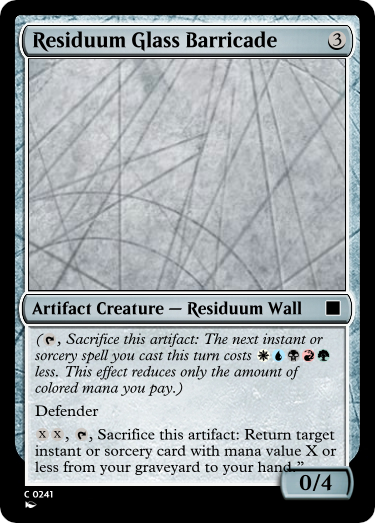 Residuum Glass Barricade 3
Artifact Creature — Residuum Wall
(T, Sacrifice this artifact: The next instant or
sorcery spell you cast this turn costs WUBRG
less. This effect reduces only the amount of
colored mana you pay.)
Defender
X X, T, Sacrifice this artifact: Return target
instant or sorcery card with mana value X or
less from your graveyard to your hand.”
0/4
C 0241